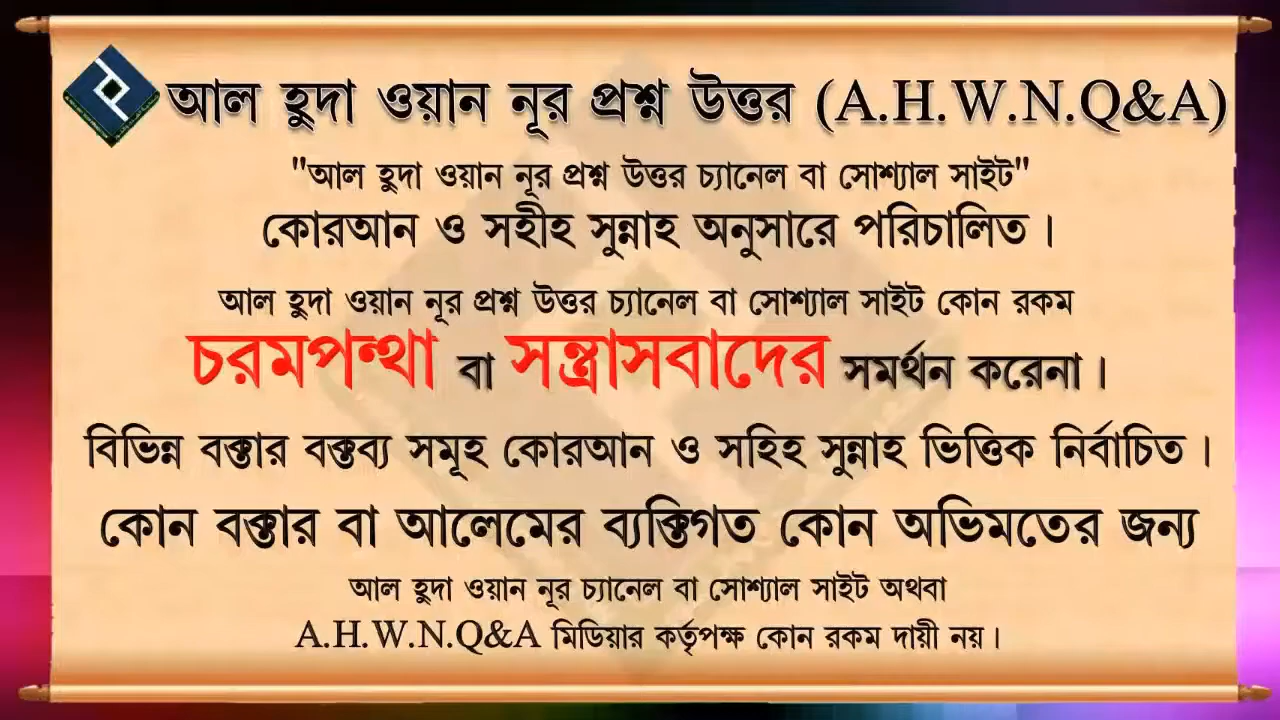 আল হুদা ওয়ান নূর প্রশ্ন উত্তর (A.H.W.N.Q&A)
"আল হুদা ওয়ান নূর প্রশ্ন উত্তর চ্যানেল বা সোশ্যাল সাইট"
কোরআন ও সহীহ সুন্নাহ অনুসারে পরিচালিত।
আল হুদা ওয়ান নূর প্রশ্ন উত্তর চ্যানেল বা সোশ্যাল সাইট কোন রকম
চরমপন্থা বা সন্ত্রাসবাদের সমর্থন করেনা।
বিভিন্ন বক্তার বক্তব্য সমূহ কোরআন ও সহিহ সুন্নাহ ভিত্তিক নির্বাচিত।
কোন বক্তার বা আলেমের ব্যক্তিগত কোন অভিমতের জন্য
আল হুদা ওয়ান নূর চ্যানেল বা সোশ্যাল সাইট অথবা
A.H.W.N.Q&A মিডিয়ার কর্তৃপক্ষ কোন রকম দায়ী নয়।